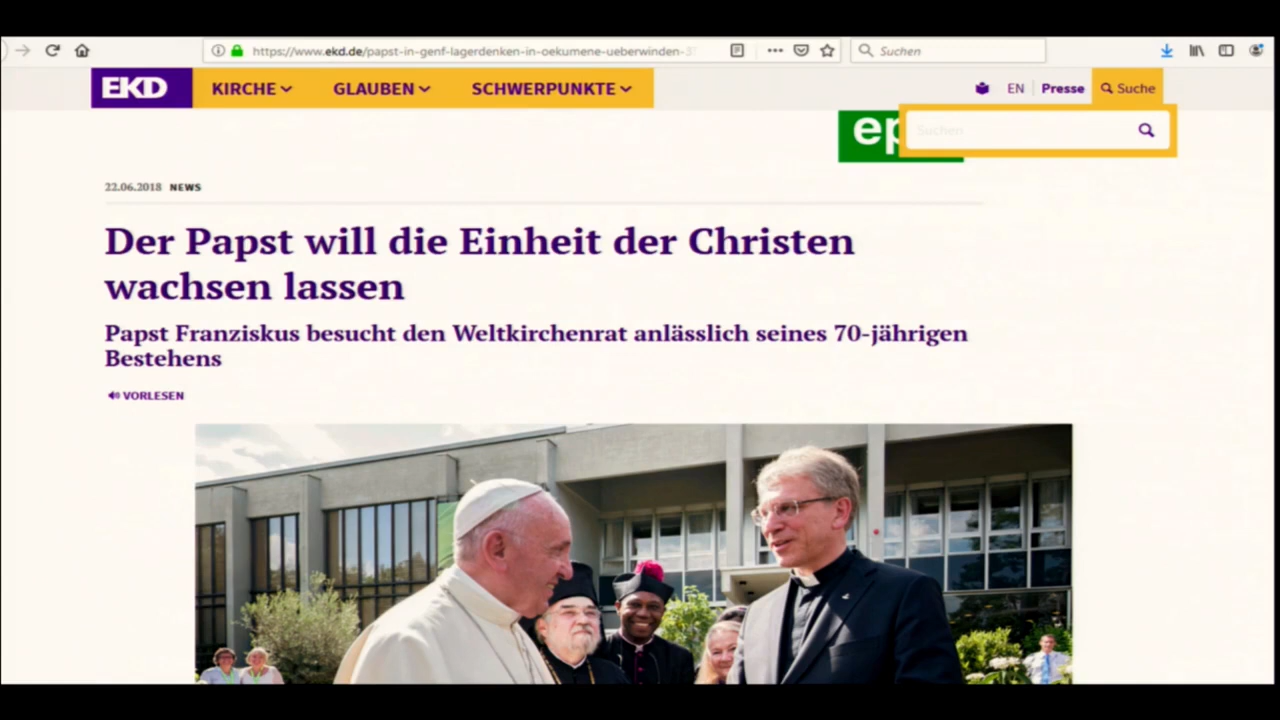 https://www.ekd.de/papst-in-genf-lagerdenken-in-oekumene-ueberwinden-
Suchen
EKD
KIRCHE
GLAUBEN
SCHWERPUNKTE
EN
Presse
Suche
ep
Suchen
22.06.2018 NEWS
Der Papst will die Einheit der Christen
wachsen lassen
Papst Franziskus besucht den Weltkirchenrat anlässlich seines 70-jährigen
Bestehens
VORLESEN